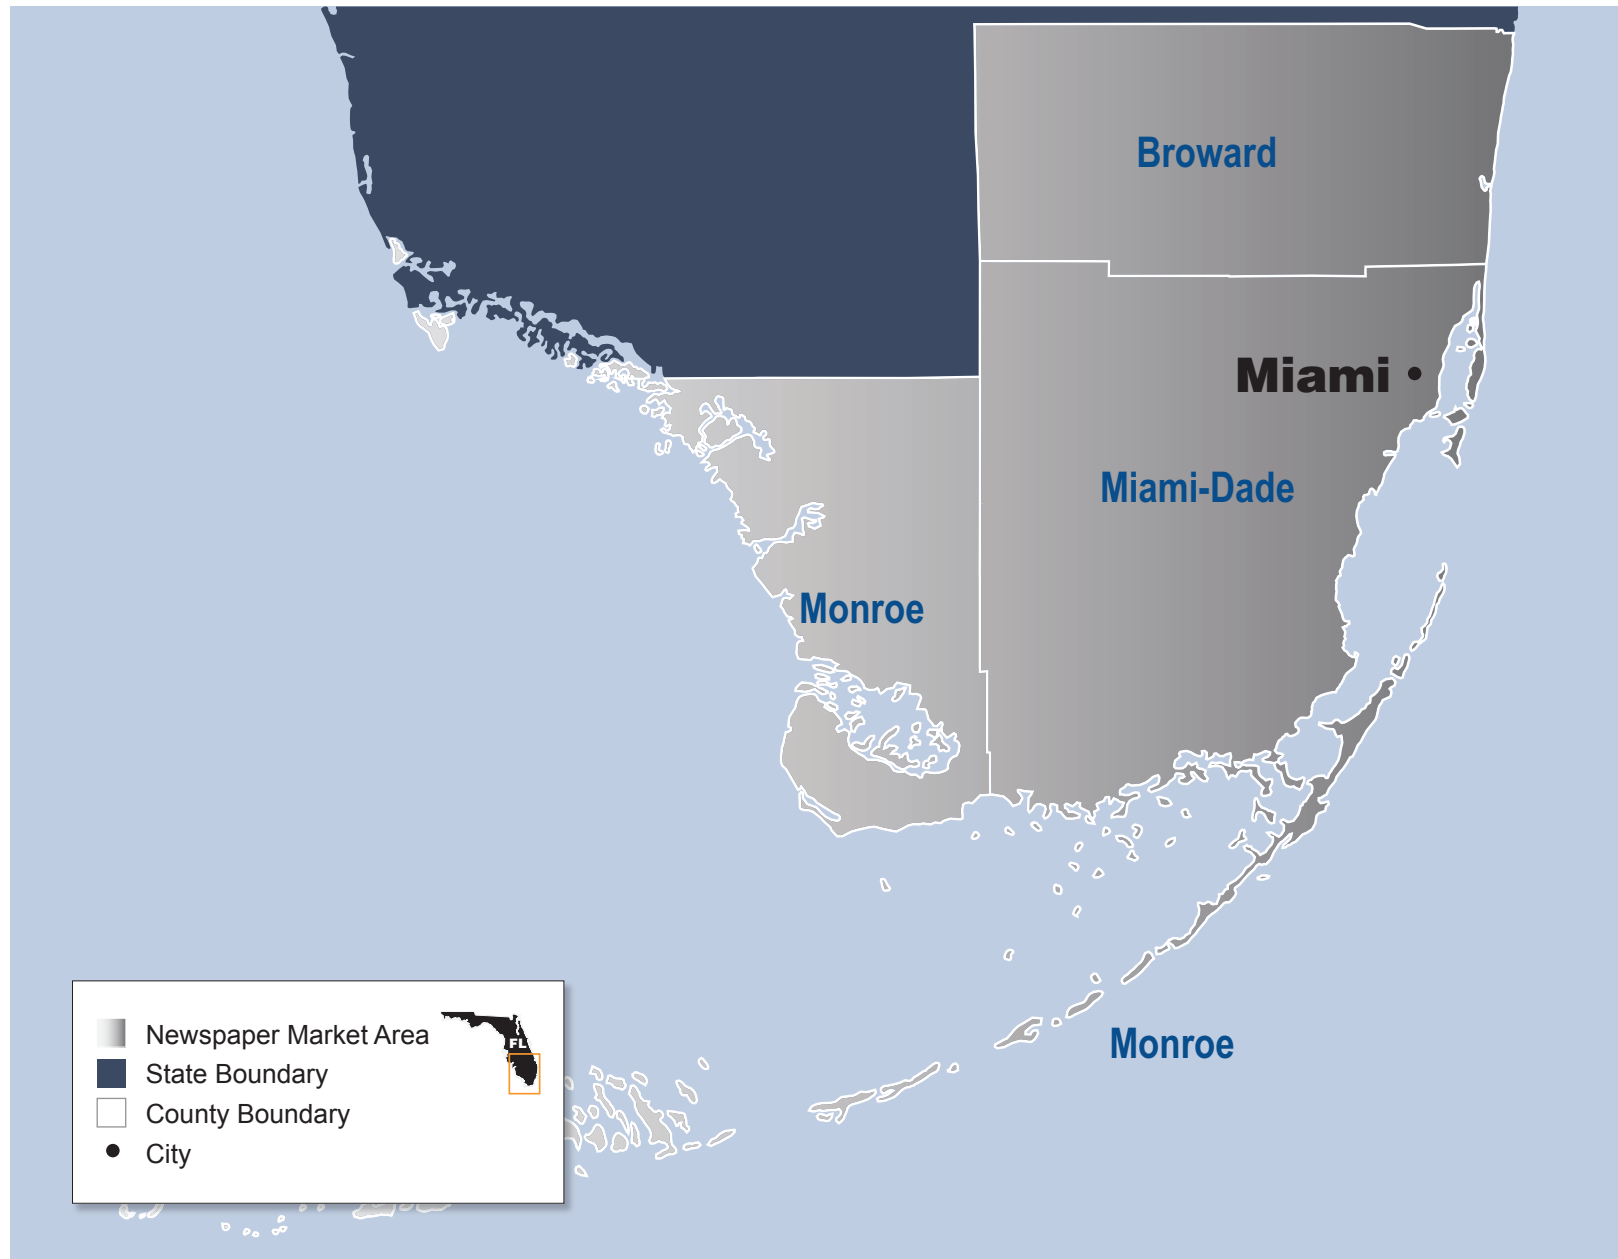 Broward
Miami
Miami-Dade
Monroe
Monroe
Newspaper Market Area
FL
State Boundary
County Boundary
City